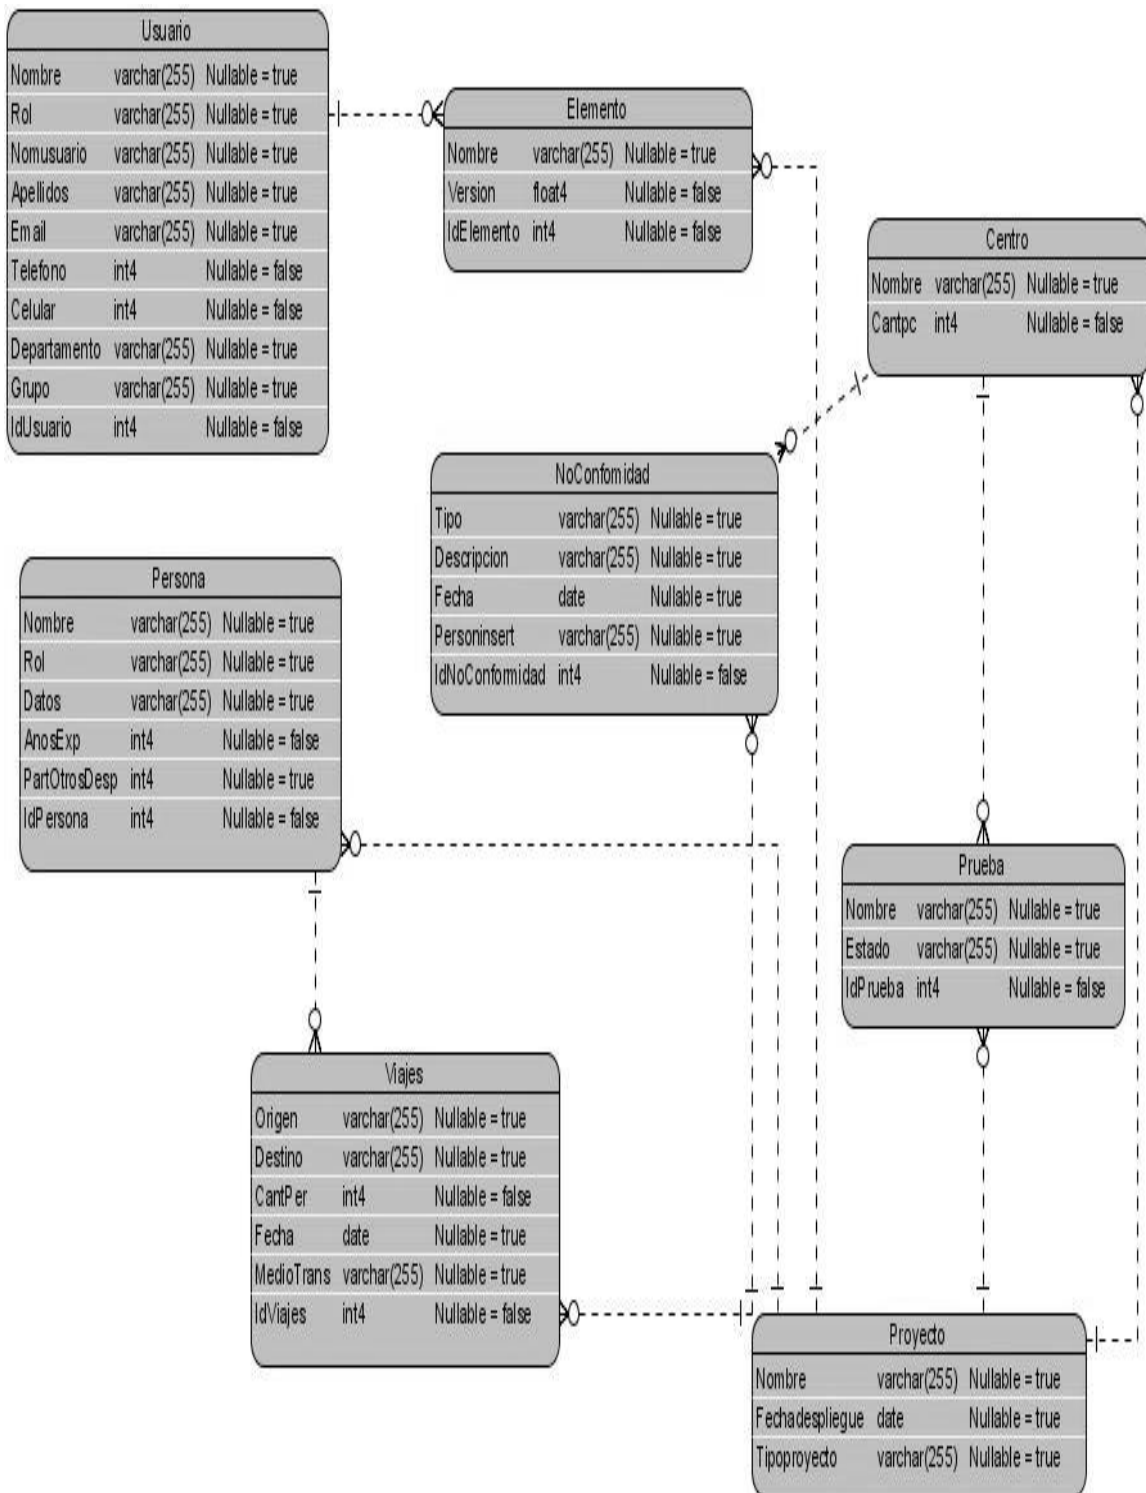 Usuario
Nombre varchar(255) Nullable = true
Rol varchar(255) Nullable = true
Nomusuario varchar(255) Nullable = true
Apellidos varchar(255) Nullable = true
Email varchar(255) Nullable = true
Telefono int4 Nullable = false
Celular int4 Nullable = false
Departamento varchar(255) Nullable = true
Grupo varchar(255) Nullable = true
IdUsuario int4 Nullable = false
Elemento
Nombre varchar(255) Nullable = true
Version float4 Nullable = false
IdElemento int4 Nullable = false
Centro
Nombre varchar(255) Nullable = true
Cantpc int4 Nullable = false
NoConfomidad
Tipo varchar(255) Nullable = true
Descripcion varchar(255) Nullable = true
Fecha date Nullable = true
Personinsert varchar(255) Nullable = true
IdNoConformidad int4 Nullable = false
Persona
Nombre varchar(255) Nullable = true
Rol varchar(255) Nullable = true
Datos varchar(255) Nullable = true
AnosExp int4 Nullable = false
PartOtrosDesp int4 Nullable = true
IdPersona int4 Nullable = false
Prueba
Nombre varchar(255) Nullable = true
Estado varchar(255) Nullable = true
IdPrueba int4 Nullable = false
Viajes
Origen varchar(255) Nullable = true
Destino varchar(255) Nullable = true
CantPer int4 Nullable = false
Fecha date Nullable = true
MedioTrans varchar(255) Nullable = true
IdViajes int4 Nullable = false
Proyecto
Nombre varchar(255) Nullable = true
Fechadespliegue date Nullable = true
Tipoproyecto varchar(255) Nullable = true